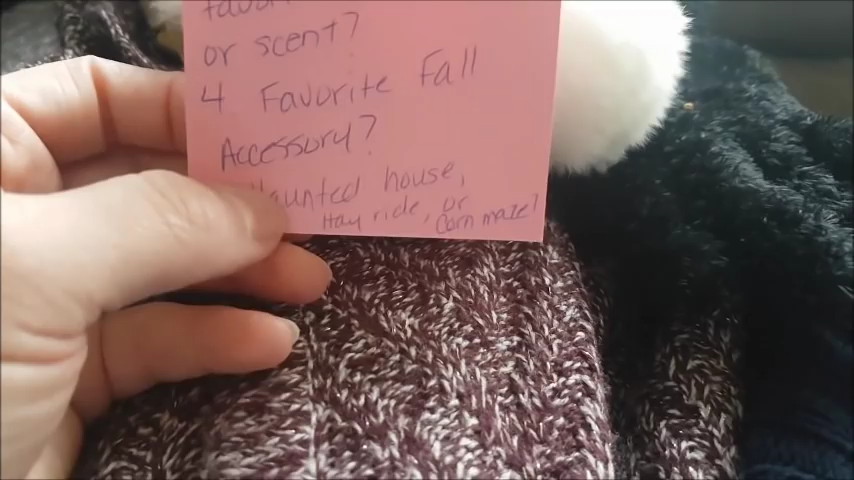 or scent?
4 Favorite Fall
Accessory?
Haunted house,
Hay ride, or
Corn maze?